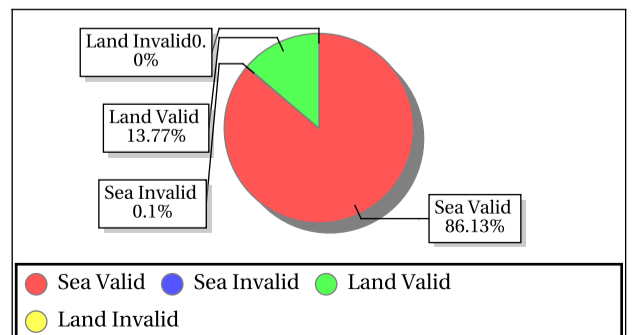 Land Invalid0.
0%
Land Valid
13.77%
Sea Invalid
0.1%
Sea Valid
86.13%
Sea Valid Sea Invalid Land Valid
Land Invalid